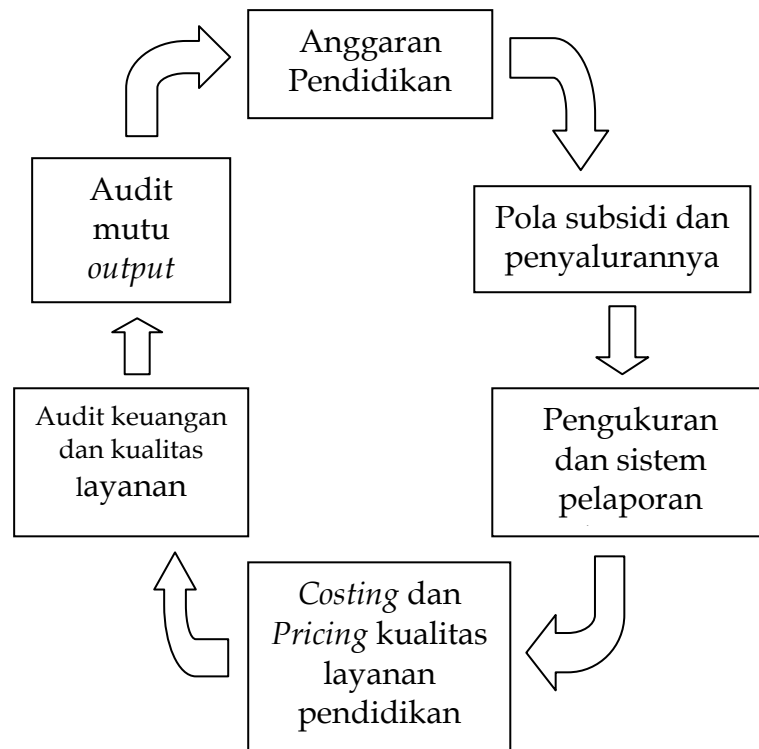 Anggaran
Pendidikan
Pola subsidi dan
penyalurannya
Pengukuran
dan sistem
pelaporan
Costing dan
Pricing kualitas
layanan
pendidikan
Audit keuangan
dan kualitas
layanan
Audit
mutu
output